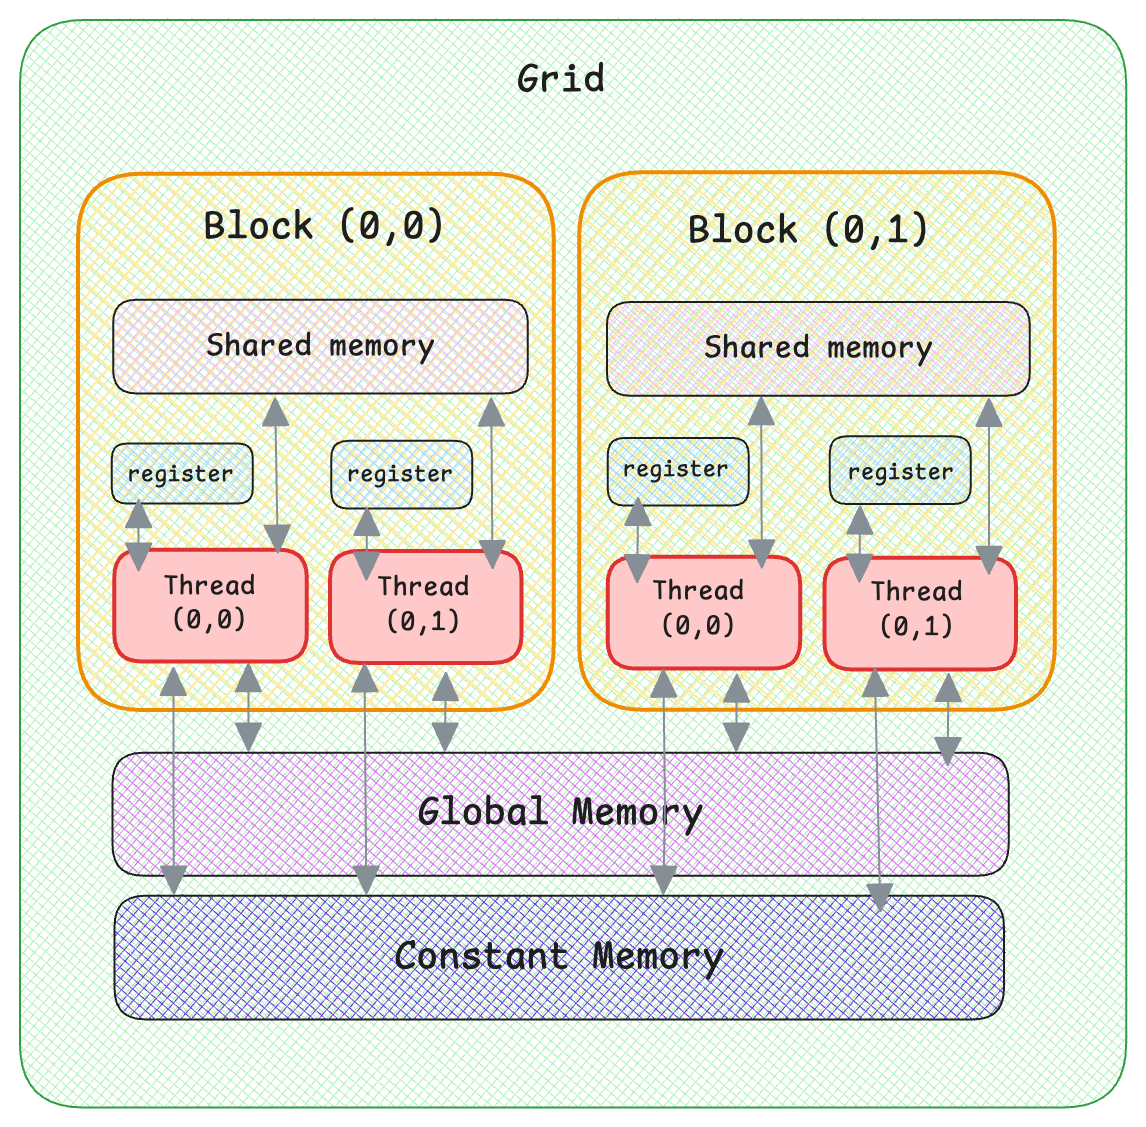 Grid
Block (0,0)
Block (0,1)
Shared memory
Shared memory
register
register
register
register
Thread
(0,0)
Thread
(0,1)
Thread
(0,0)
Thread
(0,1)
Global Memory
Constant Memory